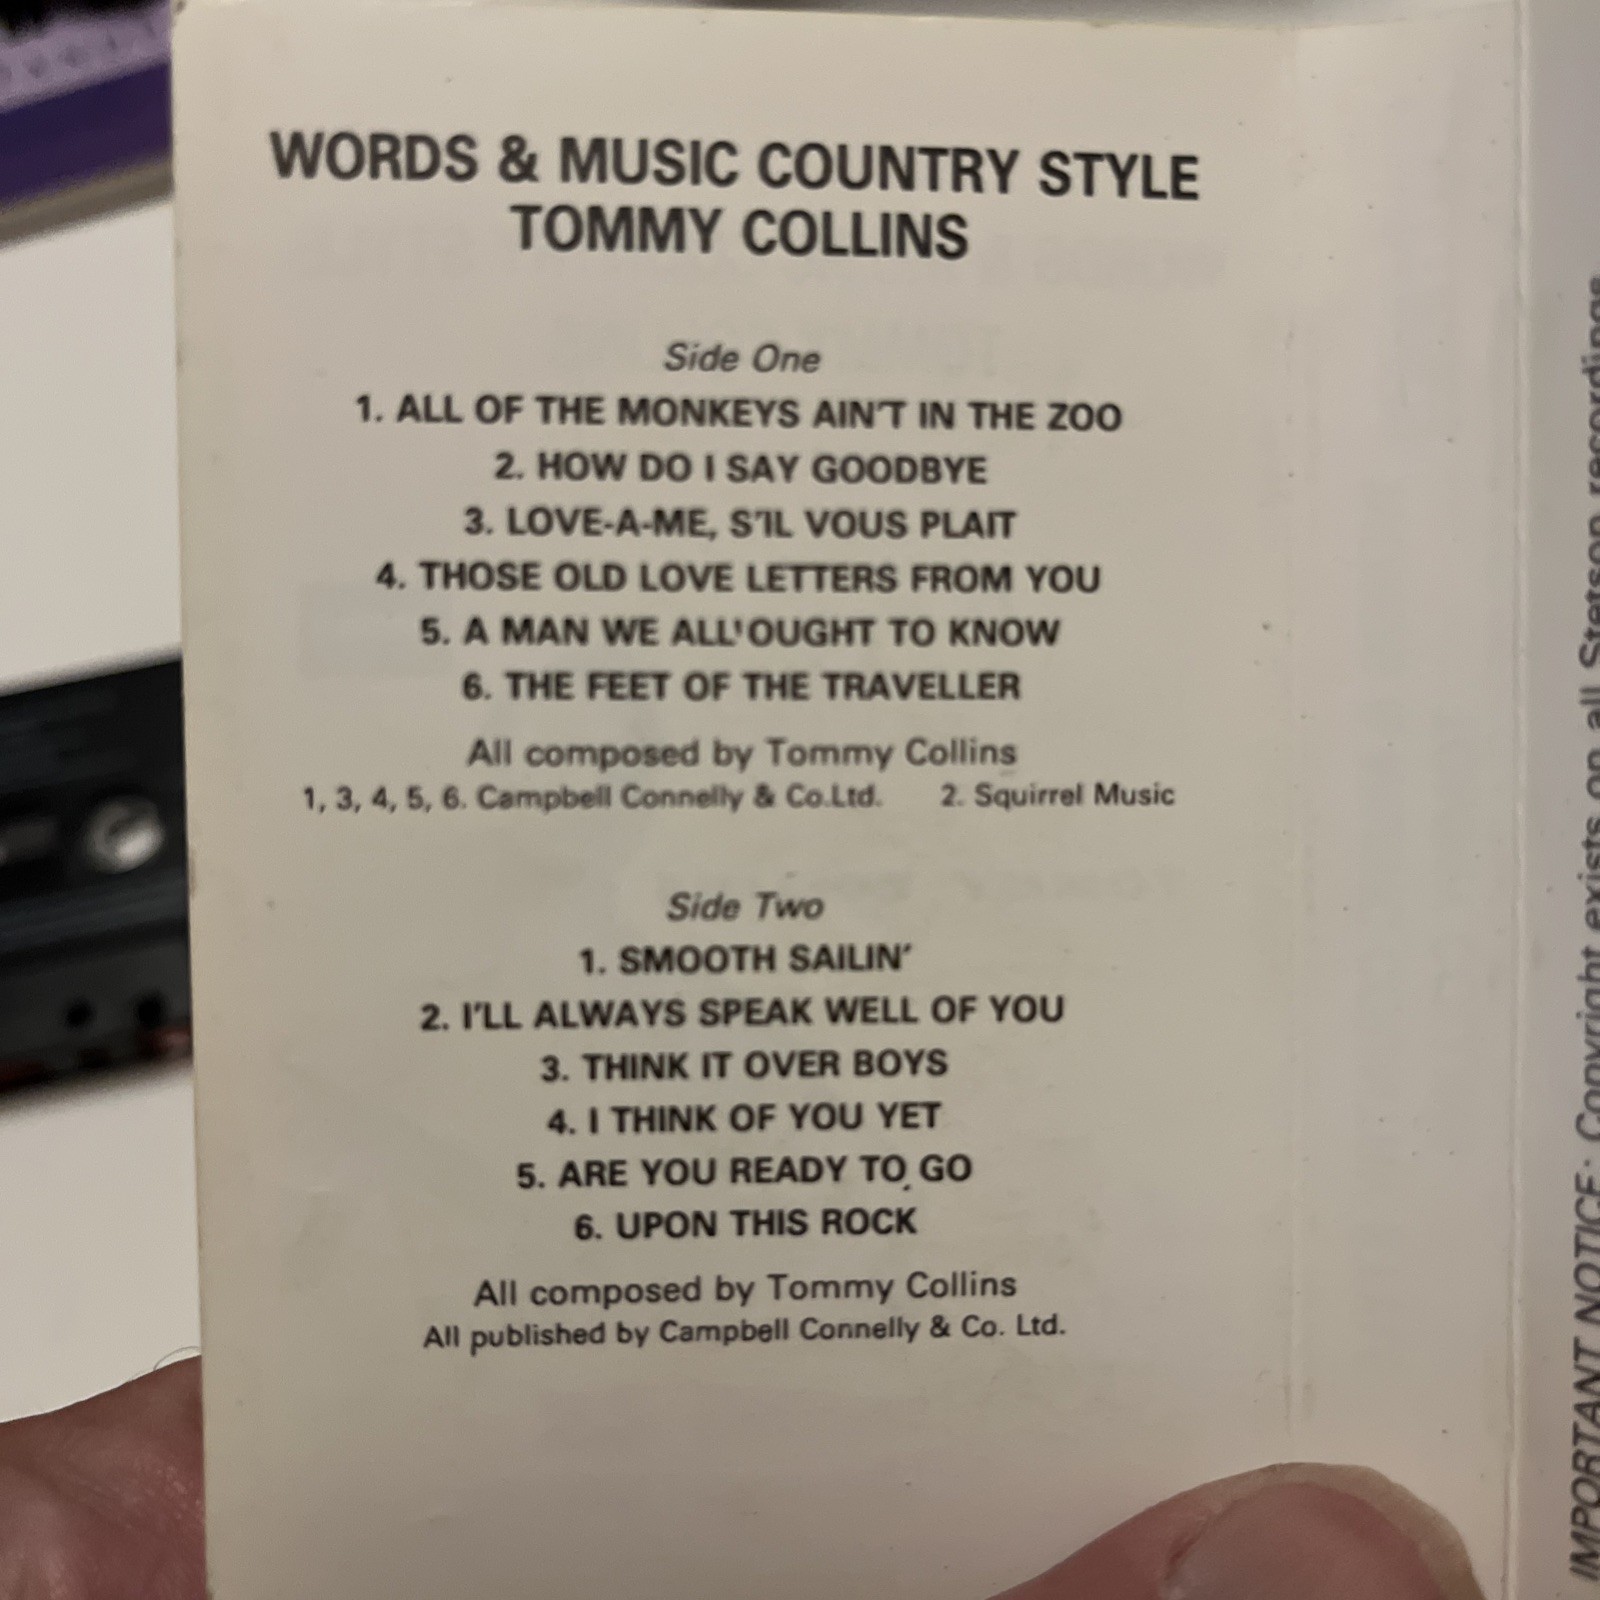 WORDS & MUSIC COUNTRY STYLE
TOMMY COLLINS
Side One
1. ALL OF THE MONKEYS AIN'T IN THE ZOO
2. HOW DO I SAY GOODBYE
3. LOVE-A-ME, S'IL VOUS PLAIT
4. THOSE OLD LOVE LETTERS FROM YOU
5. A MAN WE ALL'OUGHT TO KNOW
6. THE FEET OF THE TRAVELLER
All composed by Tommy Collins
1, 3, 4, 5, 6. Campbell Connelly & Co.Ltd. 2. Squirrel Music
Side Two
1. SMOOTH SAILIN'
2. I'LL ALWAYS SPEAK WELL OF YOU
3. THINK IT OVER BOYS
4. I THINK OF YOU YET
5. ARE YOU READY TO GO
6. UPON THIS ROCK
All composed by Tommy Collins
All published by Campbell Connelly & Co. Ltd.
IMPORTANT NOTICE: Copyright exists on all Stetson recordings